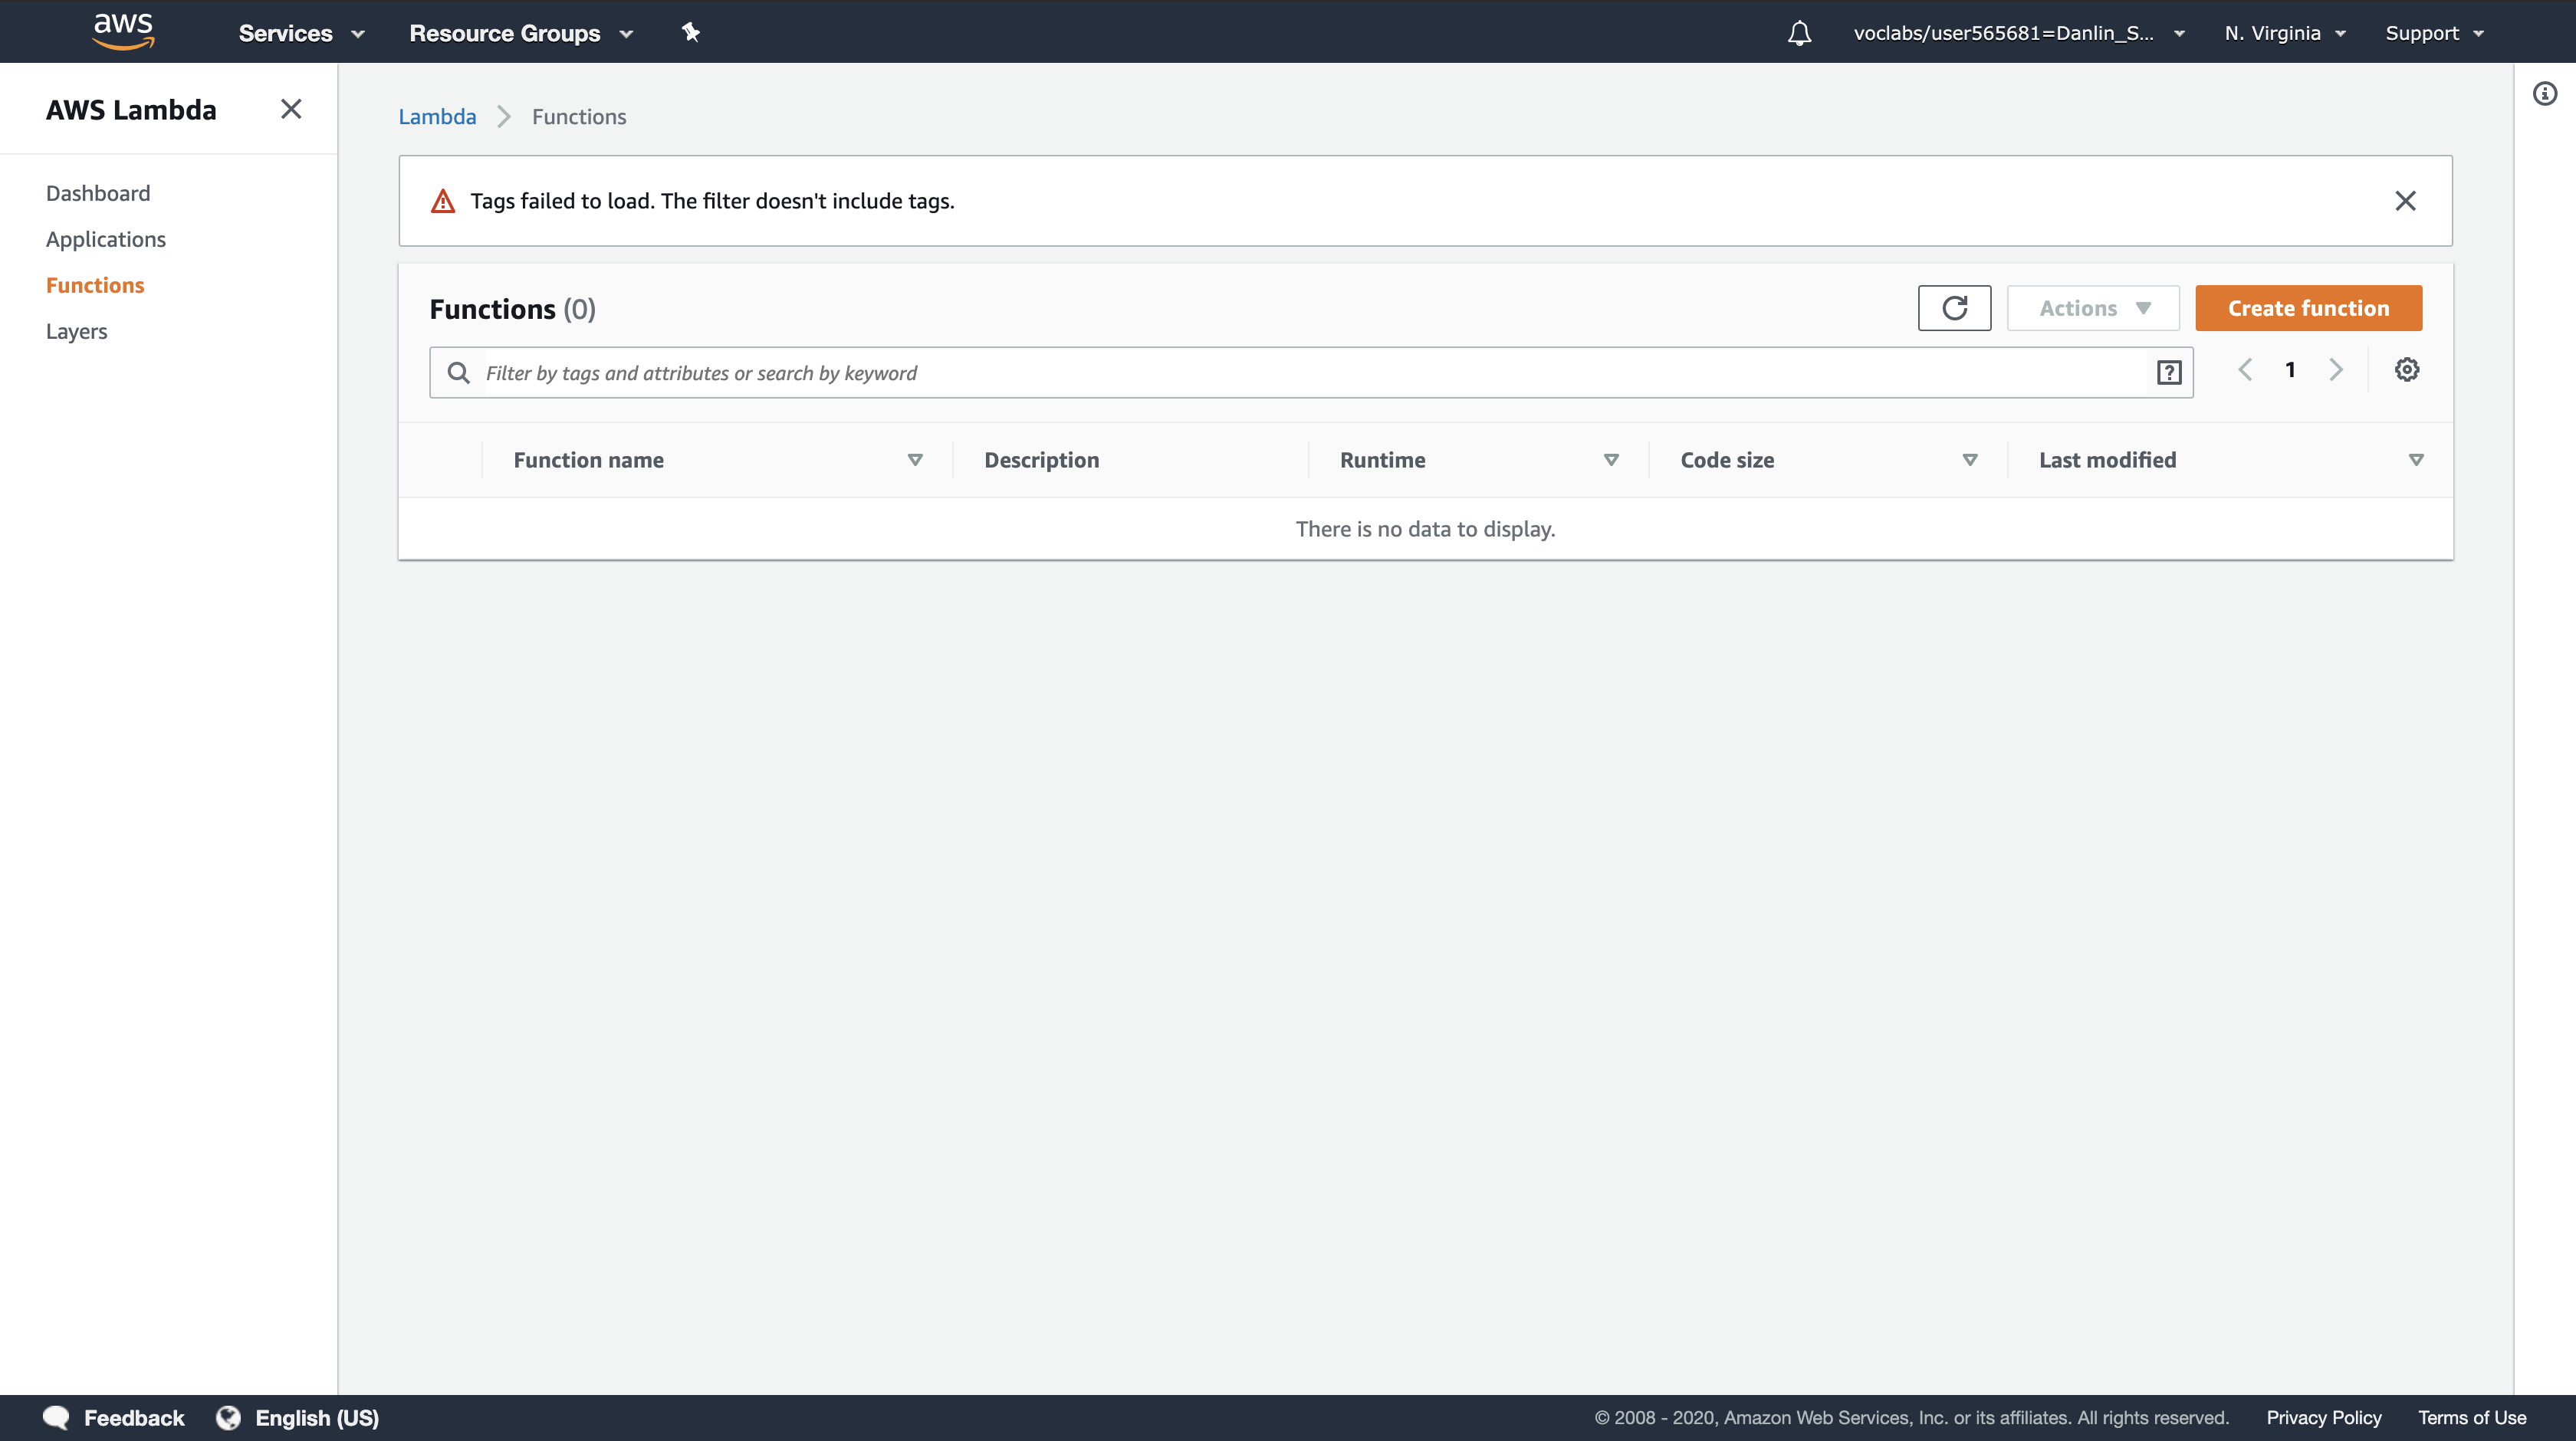 aws Services Resource Groups voclabs/user565681=Danlin_S... N. Virginia Support
AWS Lambda
Dashboard
Applications
Functions
Layers
Lambda Functions
Tags failed to load. The filter doesn't include tags.
Functions (0) Actions Create function
Filter by tags and attributes or search by keyword 1
Function name Description Runtime Code size Last modified
There is no data to display.
Feedback English (US) © 2008 - 2020, Amazon Web Services, Inc. or its affiliates. All rights reserved. Privacy Policy Terms of Use